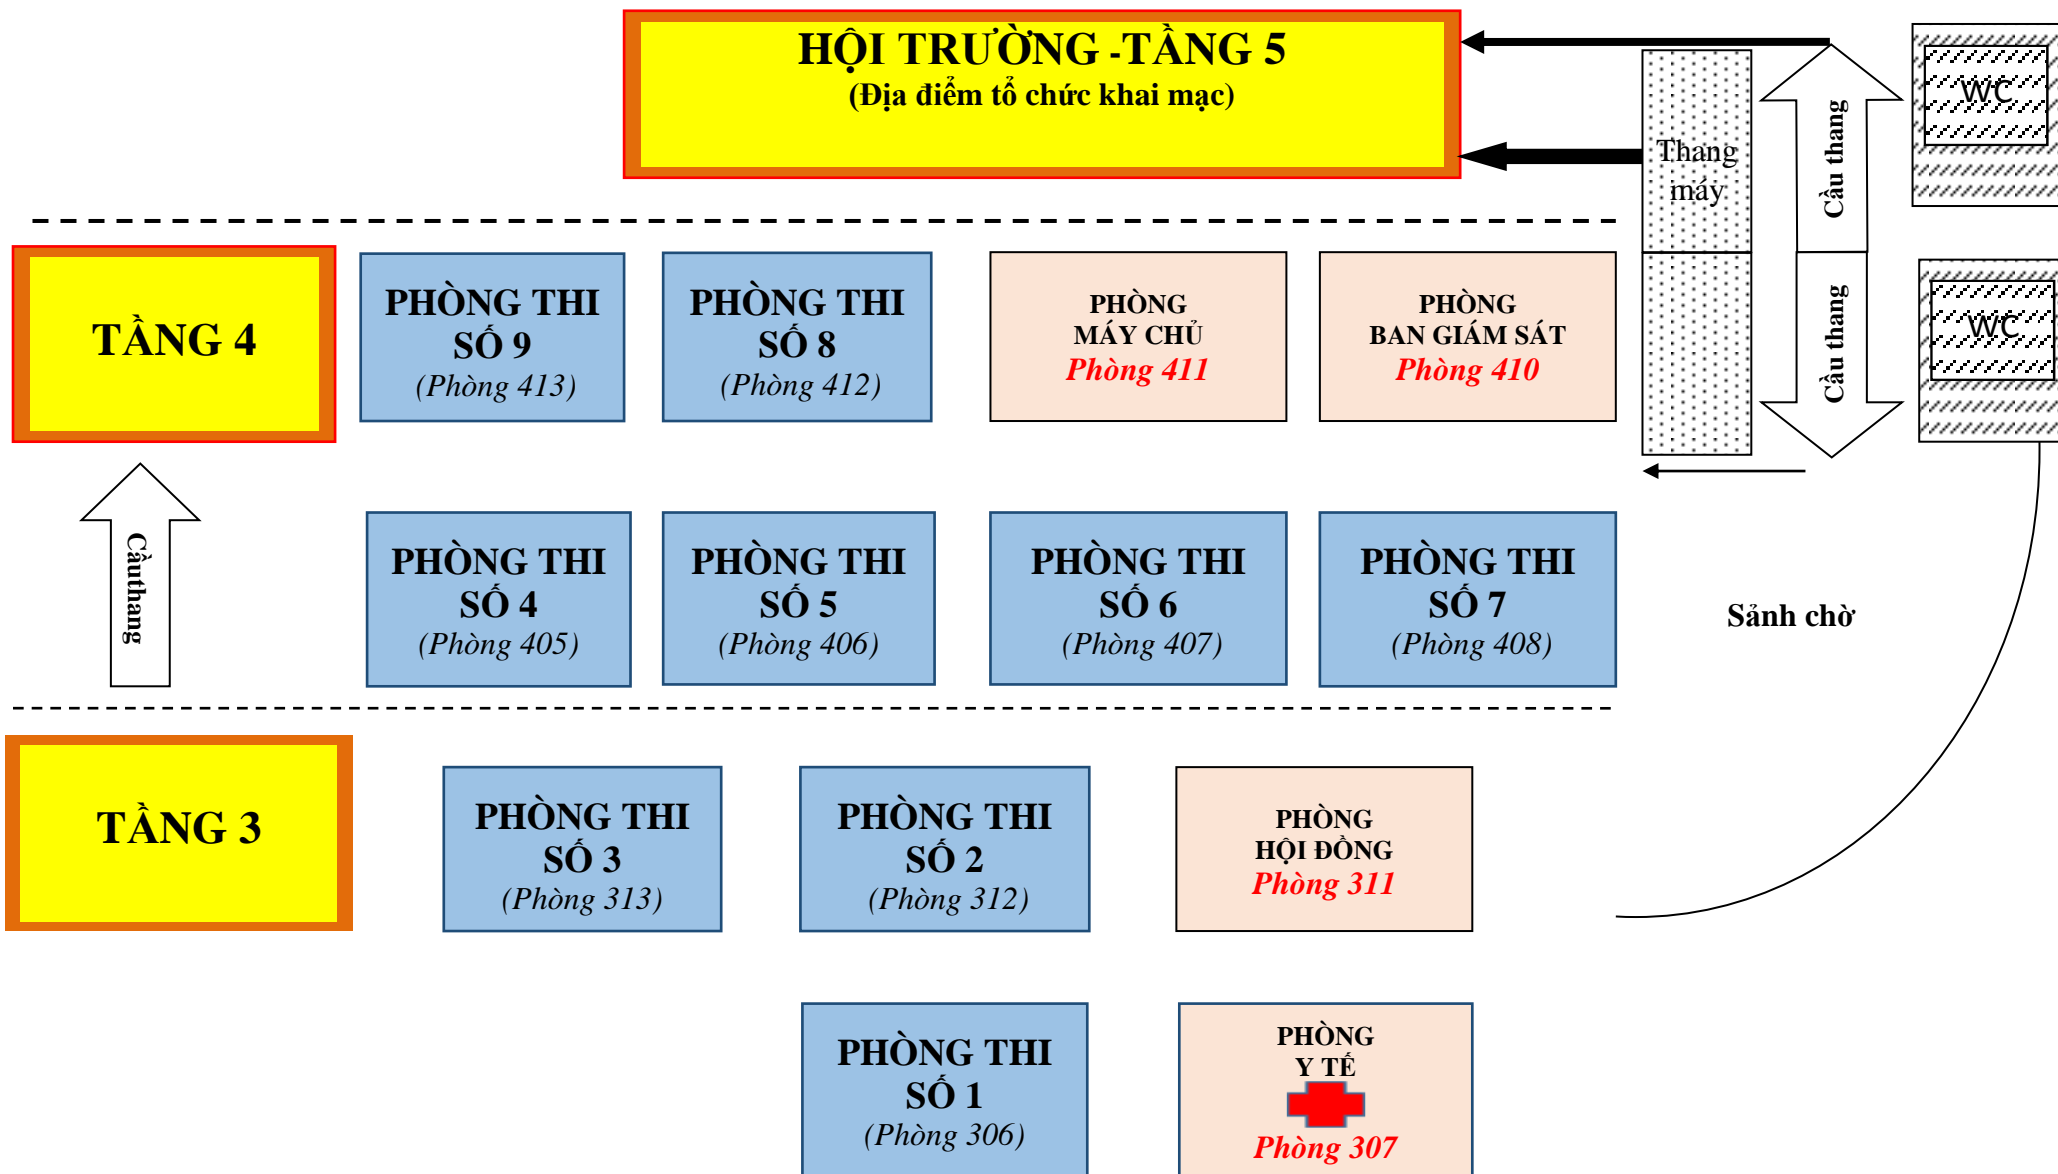 HỘI TRƯỜNG -TẦNG 5
(Địa điểm tổ chức khai mạc)
Thang
máy
Cầu thang
WC
TẦNG 4
PHÒNG THI
SỐ 9
(Phòng 413)
PHÒNG THI
SỐ 8
(Phòng 412)
PHÒNG
MÁY CHỦ
Phòng 411
PHÒNG
BAN GIÁM SÁT
Phòng 410
Cầu thang
WC
Cầuthang
PHÒNG THI
SỐ 4
(Phòng 405)
PHÒNG THI
SỐ 5
(Phòng 406)
PHÒNG THI
SỐ 6
(Phòng 407)
PHÒNG THI
SỐ 7
(Phòng 408)
Sảnh chờ
TẦNG 3
PHÒNG THI
SỐ 3
(Phòng 313)
PHÒNG THI
SỐ 2
(Phòng 312)
PHÒNG
HỘI ĐỒNG
Phòng 311
PHÒNG THI
SỐ 1
(Phòng 306)
PHÒNG
Y TẾ
Phòng 307